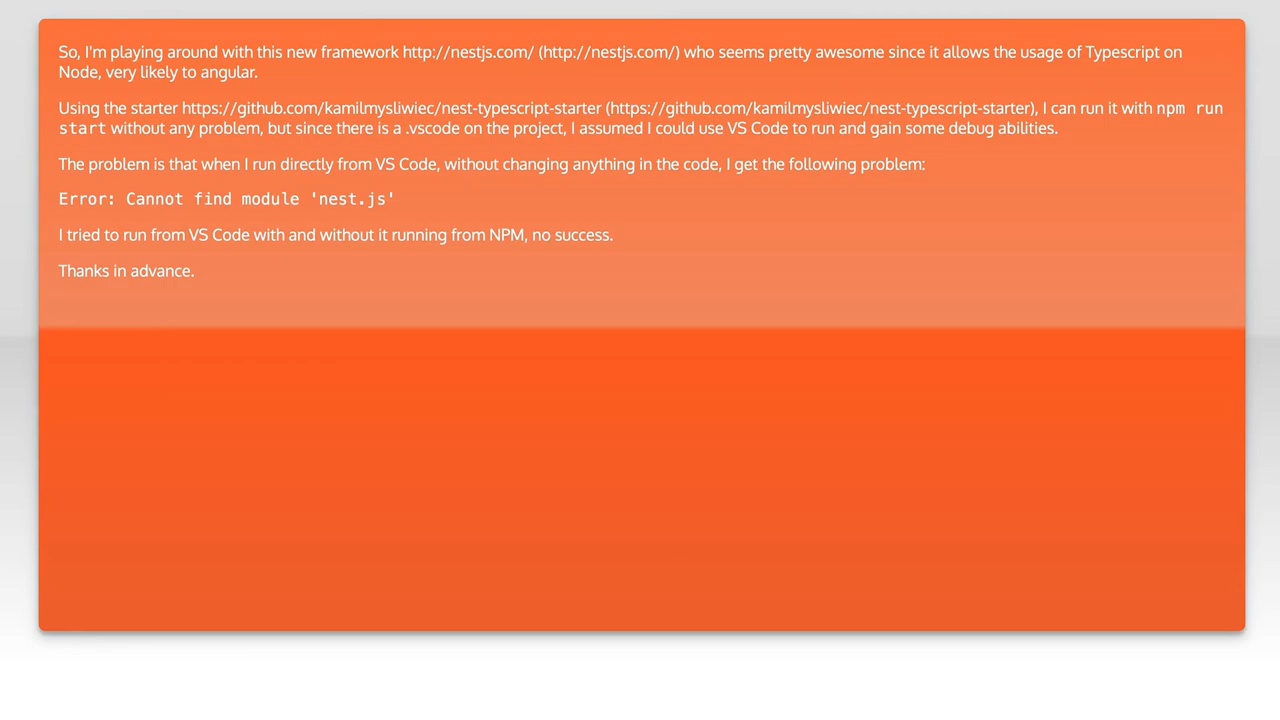 So, I'm playing around with this new framework http://nestjs.com/ (http://nestjs.com/) who seems pretty awesome since it allows the usage of Typescript on
Node, very likely to angular.
Using the starter https://github.com/kamilmysliwiec/nest-typescript-starter (https://github.com/kamilmysliwiec/nest-typescript-starter), I can run it with npm run
start without any problem, but since there is a .vscode on the project, I assumed I could use VS Code to run and gain some debug abilities.
The problem is that when I run directly from VS Code, without changing anything in the code, I get the following problem:
Error: Cannot find module 'nest.js'
I tried to run from VS Code with and without it running from NPM, no success.
Thanks in advance.